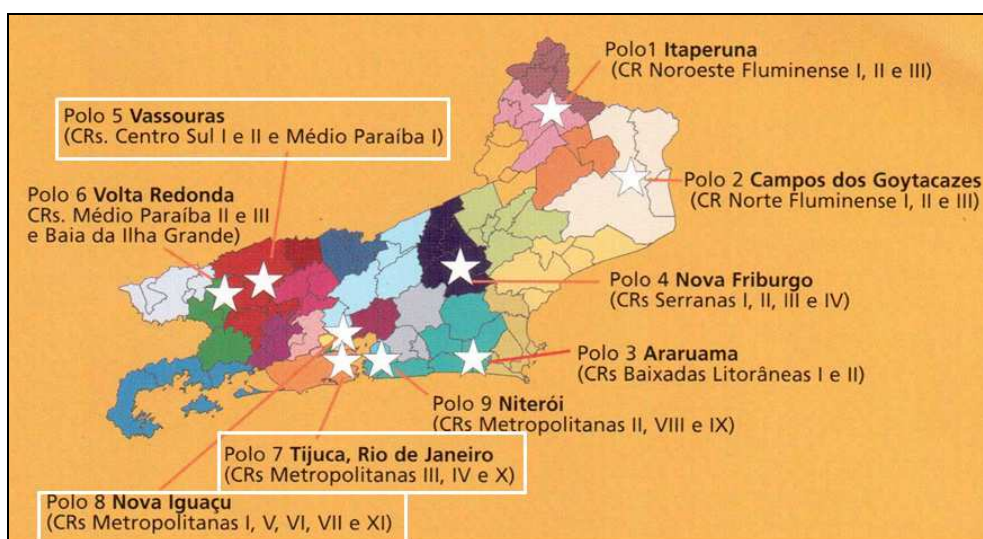 Polo1 Itaperuna
(CR Noroeste Fluminense I, II e III)
Polo 5 Vassouras
(CRs. Centro Sul I e II e Médio Paraíba I)
Polo 6 Volta Redonda
CRs. Médio Paraíba II e III
e Baia da Ilha Grande)
Polo 2 Campos dos Goytacazes
(CR Norte Fluminense I, II e III)
Polo 4 Nova Friburgo
(CRs Serranas I, II, III e IV)
Polo 3 Araruama
(CRs Baixadas Litorâneas I e II)
Polo 9 Niterói
(CRs Metropolitanas II, VIII e IX)
Polo 7 Tijuca, Rio de Janeiro
(CRs Metropolitanas III, IV e X)
Polo 8 Nova Iguaçu
(CRs Metropolitanas I, V, VI, VII e XI)